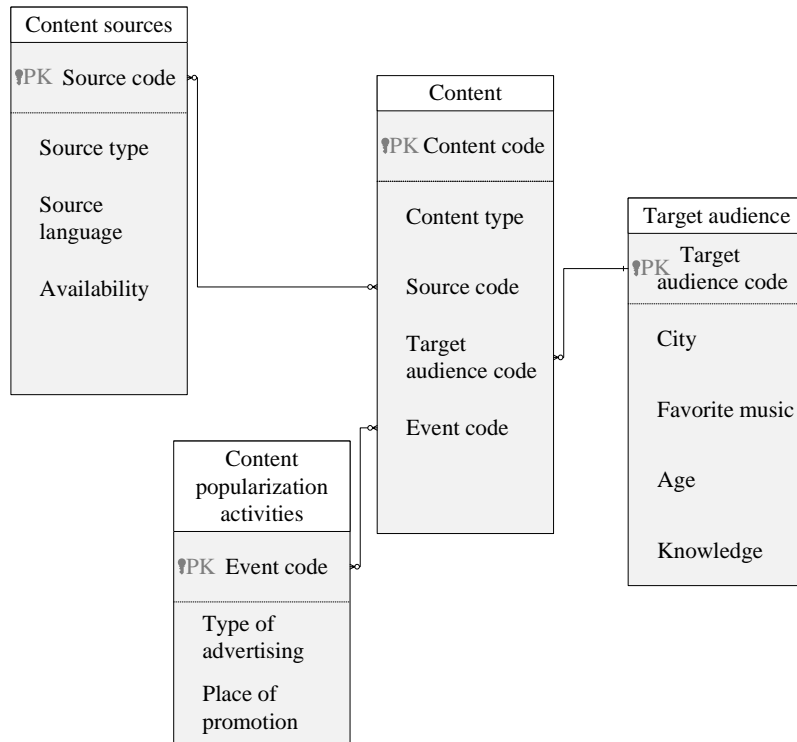 Content sources
PK Source code
Source type
Source
language
Availability
Content
PK Content code
Content type
Source code
Target
audience code
Event code
Target audience
PK Target
audience code
City
Favorite music
Age
Knowledge
Content
popularization
activities
PK Event code
Type of
advertising
Place of
promotion